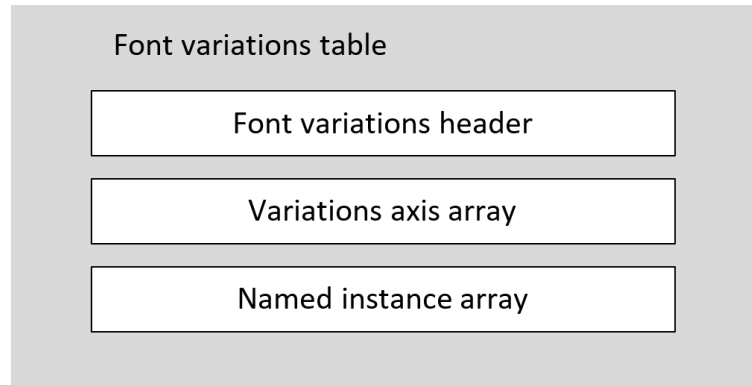 Font variations table
Font variations header
Variations axis array
Named instance array